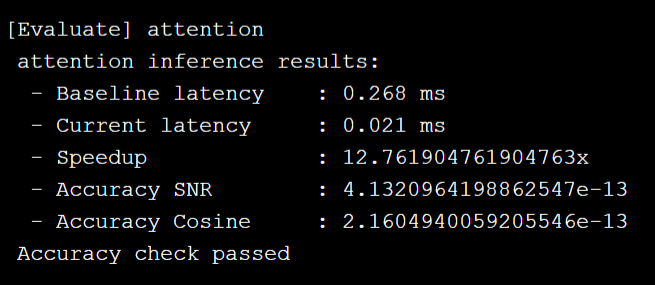 [Evaluate] attention
attention inference results:
- Baseline latency : 0.268 ms
- Current latency : 0.021 ms
- Speedup : 12.761904761904763x
- Accuracy SNR : 4.1320964198862547e-13
- Accuracy Cosine : 2.1604940059205546e-13
Accuracy check passed